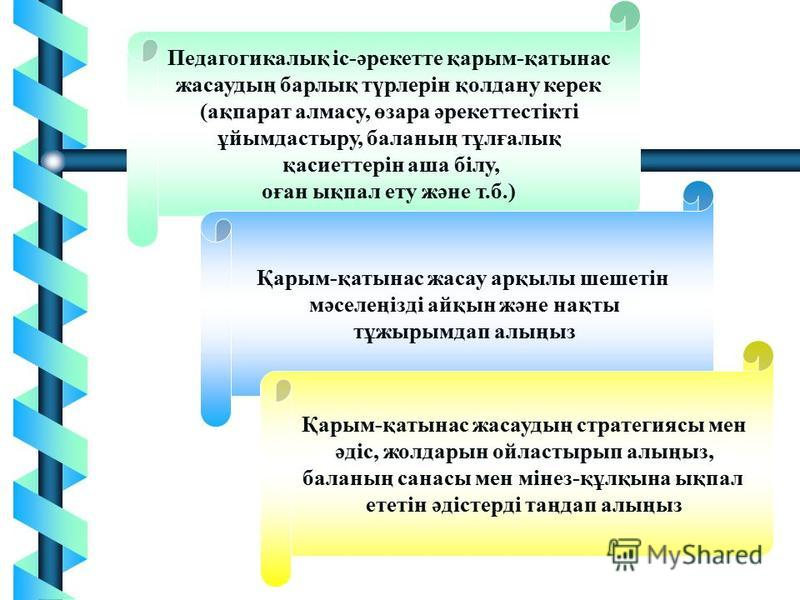 Педагогикалық іс-әрекетте қарым-қатынас
жасаудың барлық түрлерін қолдану керек
(ақпарат алмасу, өзара әрекеттестікті
ұйымдастыру, баланың тұлғалық
қасиеттерін аша білу,
оған ықпал ету және т.б.)
Қарым-қатынас жасау арқылы шешетін
мәселеңізді айқын және нақты
тұжырымдап алыңыз
Қарым-қатынас жасаудың стратегиясы мен
әдіс, жолдарын ойластырып алыңыз,
баланың санасы мен мінез-құлқына ықпал
ететін әдістерді таңдап алыңыз
MyShared